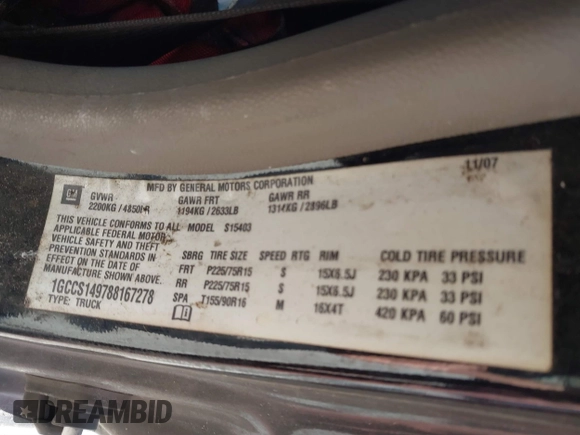 11/07
MFD BY GENERAL MOTORS CORPORATION
GM
GVWR GAWR FRT GAWR RR
2200KG / 4850LB 1194KG / 2633LB 1314KG / 2896LB
THIS VEHICLE CONFORMS TO ALL MODEL S15403
APPLICABLE FEDERAL MOTOR
VEHICLE SAFETY AND THEFT
PREVENTION STANDARDS IN
EFFECT ON THE DATE OF
MANUFACTURE SHOWN ABOVE.
1GCCS149788167278
TYPE: TRUCK
SBRG TIRE SIZE SPEED RTG RIM COLD TIRE PRESSURE
FRT P225/75R15 S 15X6.5J 230 KPA 33 PSI
RR P225/75R15 S 15X6.5J 230 KPA 33 PSI
SPA T155/90R16 M 16X4T 420 KPA 60 PSI
DREAMBID